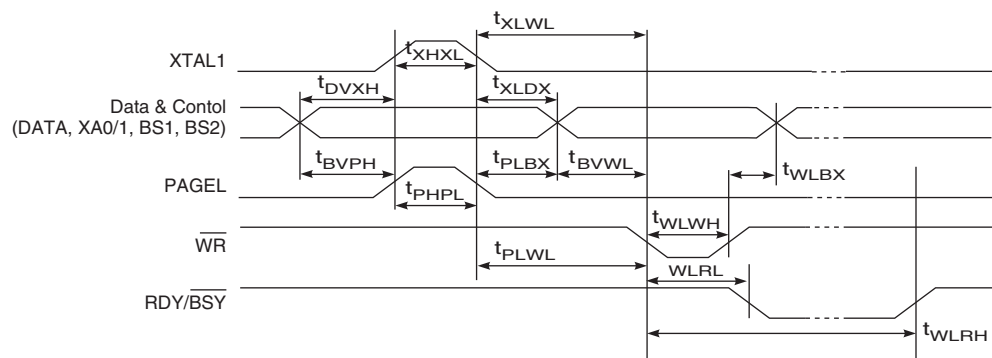 tXLWL
XTAL1
tXHXL
tDVXH
tXLDX
Data & Contol
(DATA, XA0/1, BS1, BS2)
tBVPH
tPLBX
tBVWL
tWLBX
PAGEL
tPHPL
tWLWH
WR
tPLWL
WLRL
RDY/BSY
tWLRH